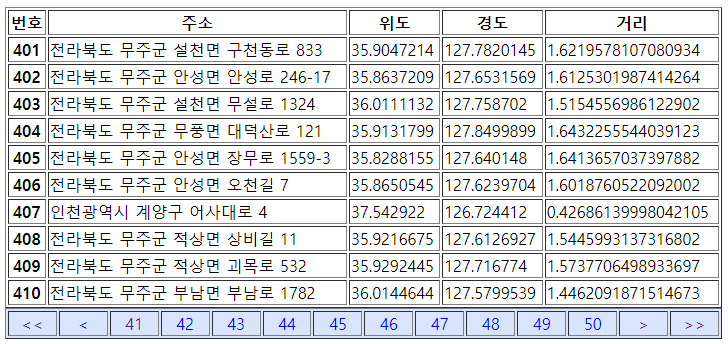 번호 주소 위도 경도 거리
401 전라북도 무주군 설천면 구천동로 833 35.9047214 127.7820145 1.6219578107080934
402 전라북도 무주군 안성면 안성로 246-17 35.8637209 127.6531569 1.6125301987414264
403 전라북도 무주군 설천면 무설로 1324 36.0111132 127.758702 1.5154556986122902
404 전라북도 무주군 무풍면 대덕산로 121 35.9131799 127.8499899 1.6432255544039123
405 전라북도 무주군 안성면 장무로 1559-3 35.8288155 127.640148 1.6413657037397882
406 전라북도 무주군 안성면 오천길 7 35.8650545 127.6239704 1.6018760522092002
407 인천광역시 계양구 어사대로 4 37.542922 126.724412 0.42686139998042105
408 전라북도 무주군 적상면 상비길 11 35.9216675 127.6126927 1.5445993137316802
409 전라북도 무주군 적상면 괴목로 532 35.9292445 127.716774 1.5737706498933697
410 전라북도 무주군 부남면 부남로 1782 36.0144644 127.5799539 1.4462091871514673
<< < 41 42 43 44 45 46 47 48 49 50 > >>